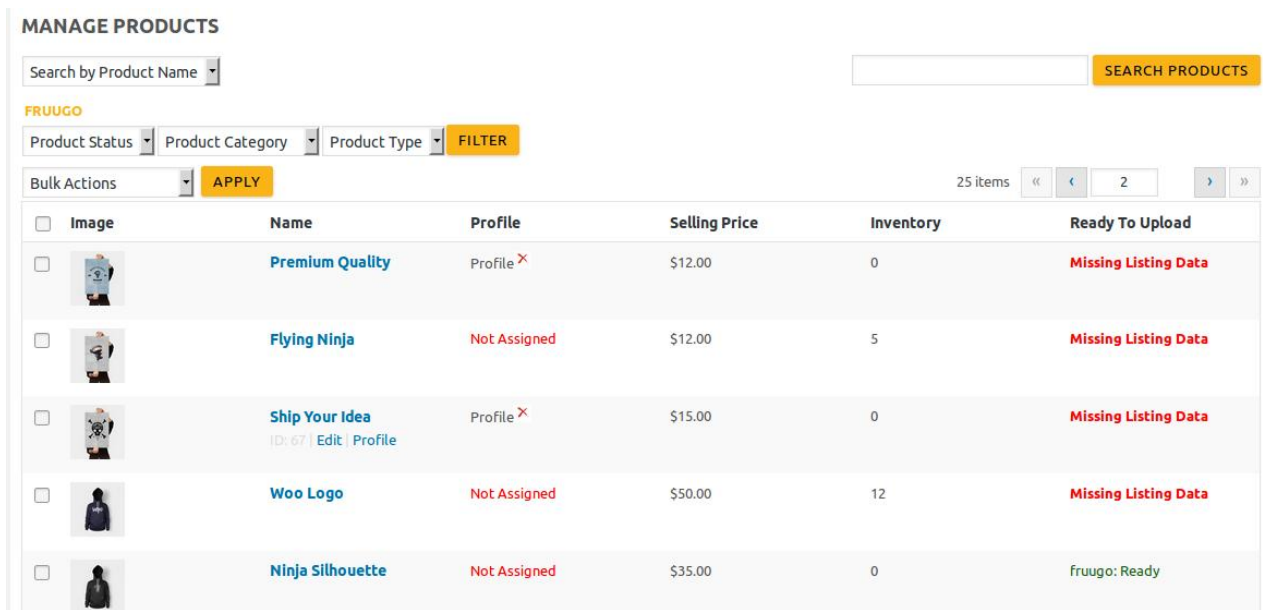 MANAGE PRODUCTS
Search by Product Name
SEARCH PRODUCTS
FRUUGO
Product Status Product Category Product Type FILTER
Bulk Actions APPLY 25 items « ‹ 2 › »
Image Name Profile Selling Price Inventory Ready To Upload
Premium Quality Profile $12.00 0 Missing Listing Data
Flying Ninja Not Assigned $12.00 5 Missing Listing Data
Ship Your Idea Profile $15.00 0 Missing Listing Data
ID: 67 | Edit | Profile
Woo Logo Not Assigned $50.00 12 Missing Listing Data
Ninja Silhouette Not Assigned $35.00 0 fruugo: Ready